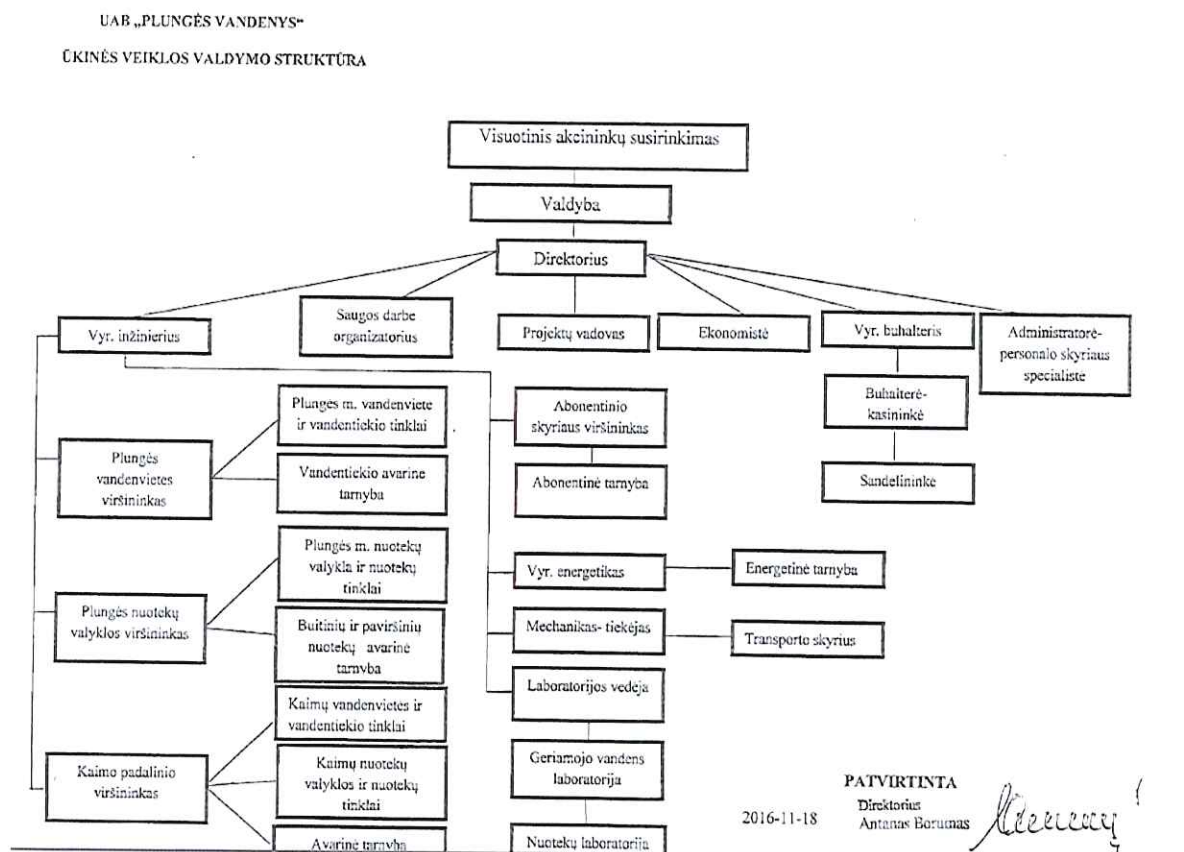 UAB „PLUNGĖS VANDENYS“
ŪKINĖS VEIKLOS VALDYMO STRUKTŪRA
Visuotinis akcininkų susirinkimas
Valdyba
Direktorius
Vyr. inžinierius
Saugos darbe
organizatorius
Projektų vadovas
Ekonomistė
Vyr. buhalteris
Administratorė-
personalo skyriaus
specialistė
Buhalterė-
kasininkė
Sandelininkė
Plungės m. vandenvietė
ir vandentiekio tinklai
Abonentinio
skyriaus viršininkas
Plungės
vandenvietės
viršininkas
Vandentiekio avarinė
tarnyba
Abonentinė tarnyba
Plungės m. nuotekų
valykla ir nuotekų
tinklai
Vyr. energetikas
Energetinė tarnyba
Plungės nuotekų
valyklos viršininkas
Buitinių ir paviršinių
nuotekų avarinė
tarnyba
Mechanikas- tiekėjas
Transporto skyrius
Laboratorijos vedėja
Kaimų vandenvietės ir
vandentiekio tinklai
Kaimo padalinio
viršininkas
Kaimų nuotekų
valyklos ir nuotekų
tinklai
Geriamojo vandens
laboratorija
Avarinė tarnyba
Nuotekų laboratorija
PATVIRTINTA
Direktorius
2016-11-18 Antanas Borumas